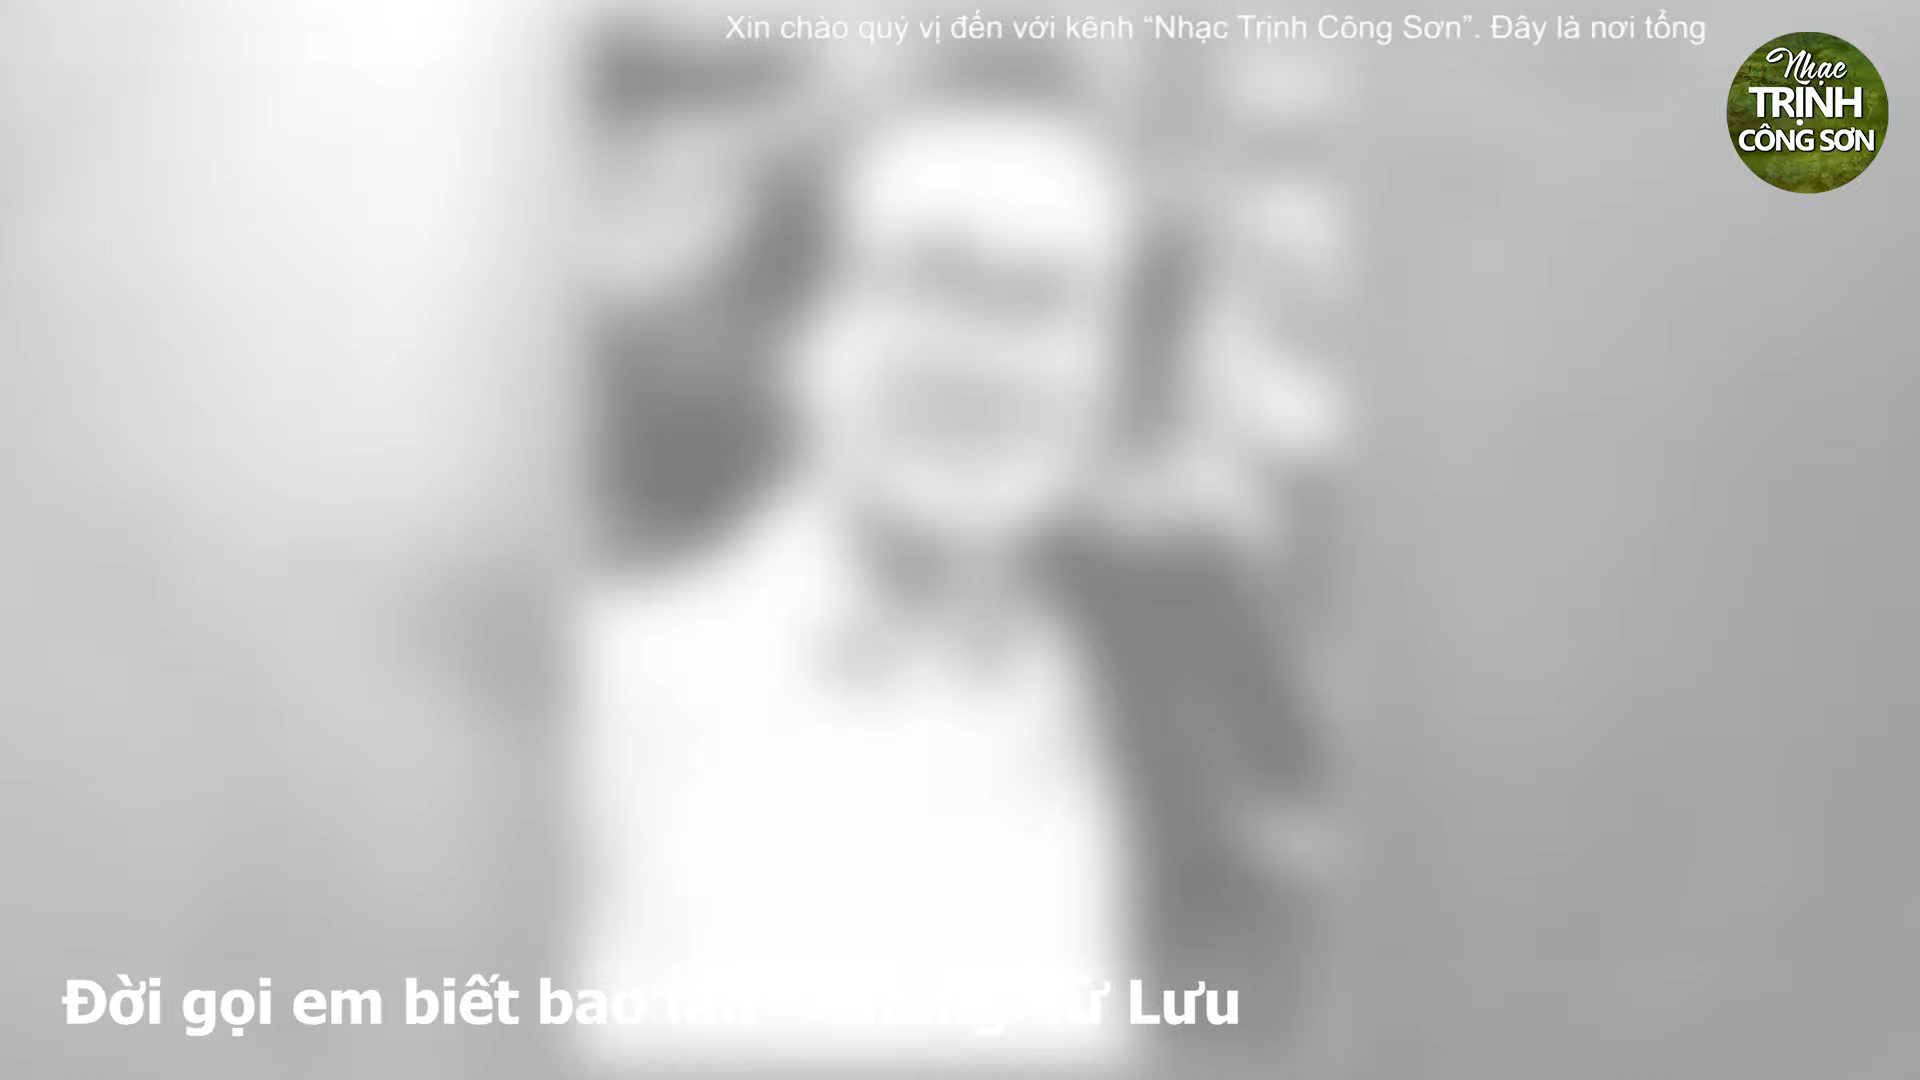 Xin chào quý vị đến với kênh “Nhạc Trịnh Công Sơn”. Đây là nơi tổng
Nhạc
TRỊNH
CÔNG SƠN
Đời gọi em biết bao Lưu